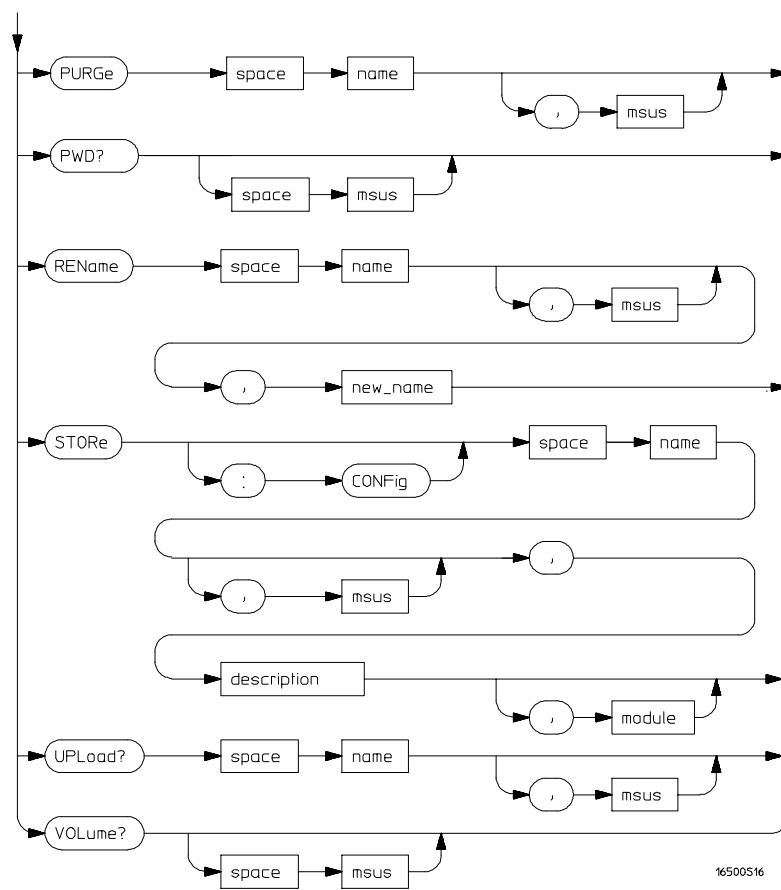 PURGe space name , msus
PWD? space msus
REName space name , msus
, new_name
STORe : CONFig space name
, msus ,
description , module
UPLoad? space name , msus
VOLume? space msus
16500S16